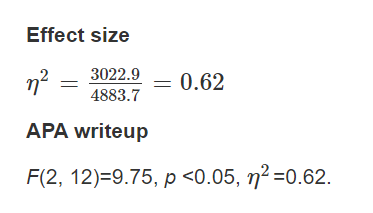 Effect size
η² = 3022.9/4883.7 = 0.62
APA writeup
F(2, 12)=9.75, p <0.05, η² =0.62.